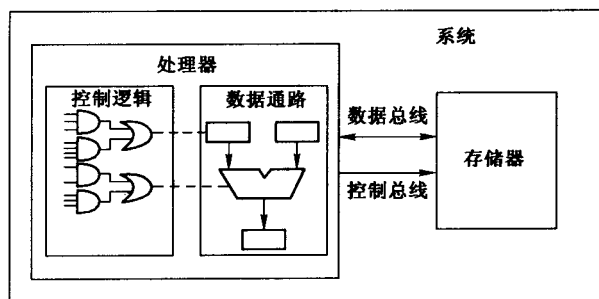 系统
处理器
控制逻辑
数据通路
数据总线
控制总线
存储器